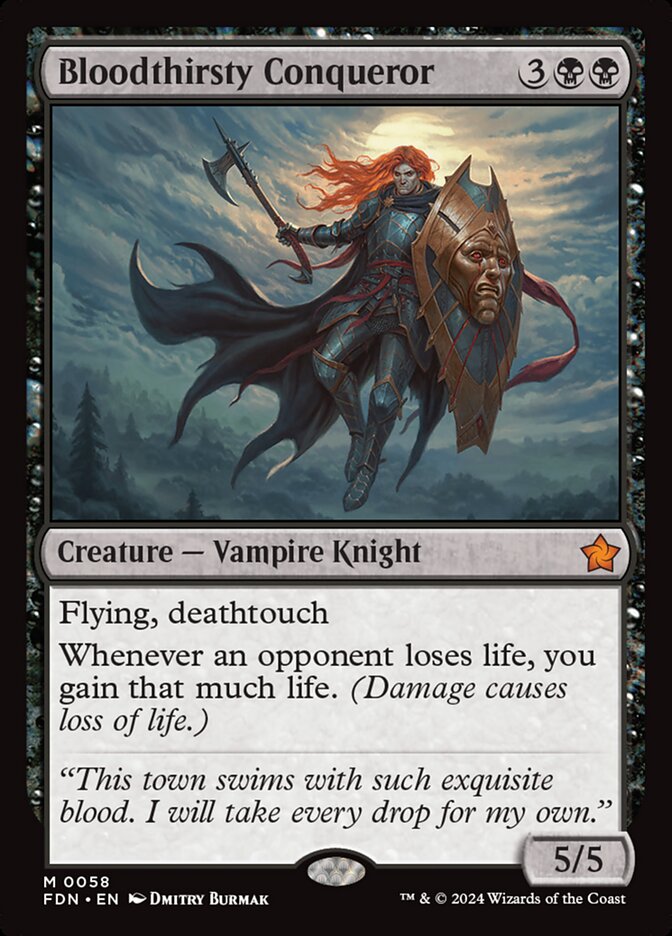 Bloodthirsty Conqueror 3
Creature — Vampire Knight
Flying, deathtouch
Whenever an opponent loses life, you
gain that much life. (Damage causes
loss of life.)
“This town swims with such exquisite
blood. I will take every drop for my own.”
5/5
M 0058
FDN • EN Dmitry Burmak
™ & © 2024 Wizards of the Coast